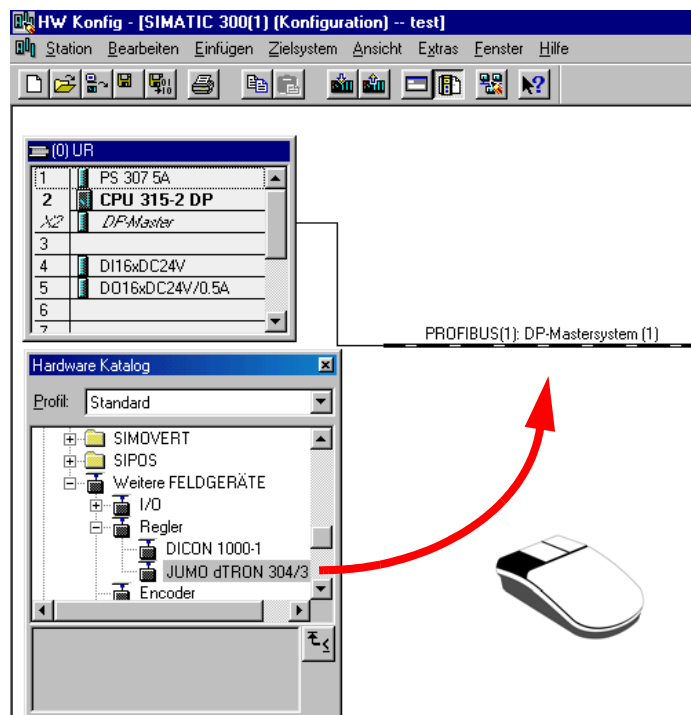 HW Konfig - [SIMATIC 300(1) (Konfiguration) -- test]
Station Bearbeiten Einfügen Zielsystem Ansicht Extras Fenster Hilfe
(0) UR
1 PS 307 5A
2 CPU 315-2 DP
X2 DP-Master
3
4 DI16xDC24V
5 DO16xDC24V/0.5A
6
7
PROFIBUS(1): DP-Mastersystem (1)
Hardware Katalog
Profil: Standard
SIMOVERT
SIPOS
Weitere FELDGERÄTE
I/O
Regler
DICON 1000-1
JUMO dTRON 304/3
Encoder